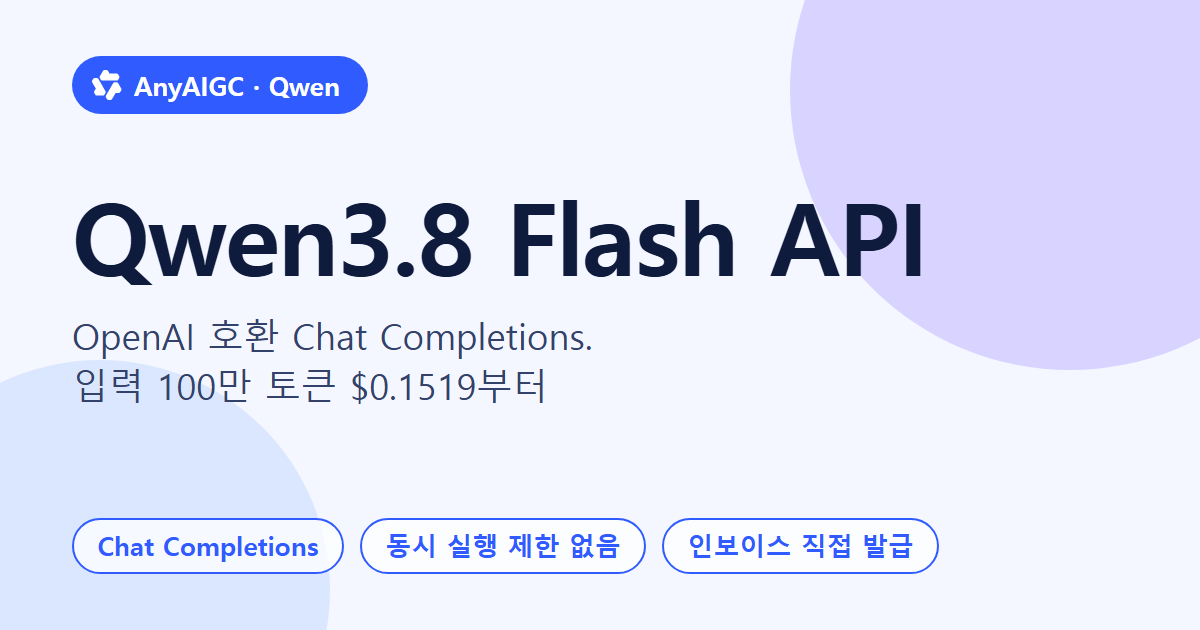 AnyAIGC · Qwen
Qwen3.8 Flash API
OpenAI 호환 Chat Completions.
입력 100만 토큰 $0.1519부터
Chat Completions
동시 실행 제한 없음
인보이스 직접 발급